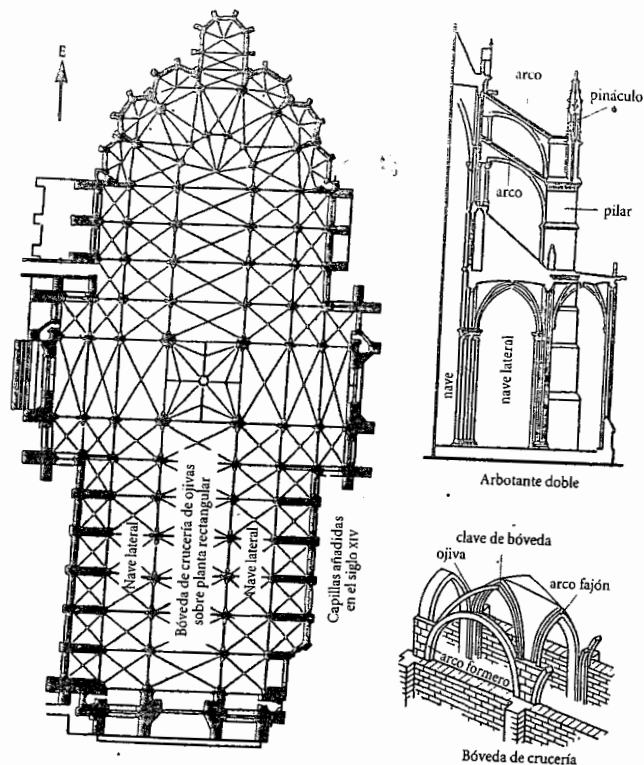 E
Nave lateral
Bóveda de crucería de ojivas
sobre planta rectangular
Nave lateral
Capillas añadidas
en el siglo XIV
arco
pináculo
arco
pilar
nave
nave lateral
Arbotante doble
clave de bóveda
ojiva
arco fajón
arco formero
Bóveda de crucería